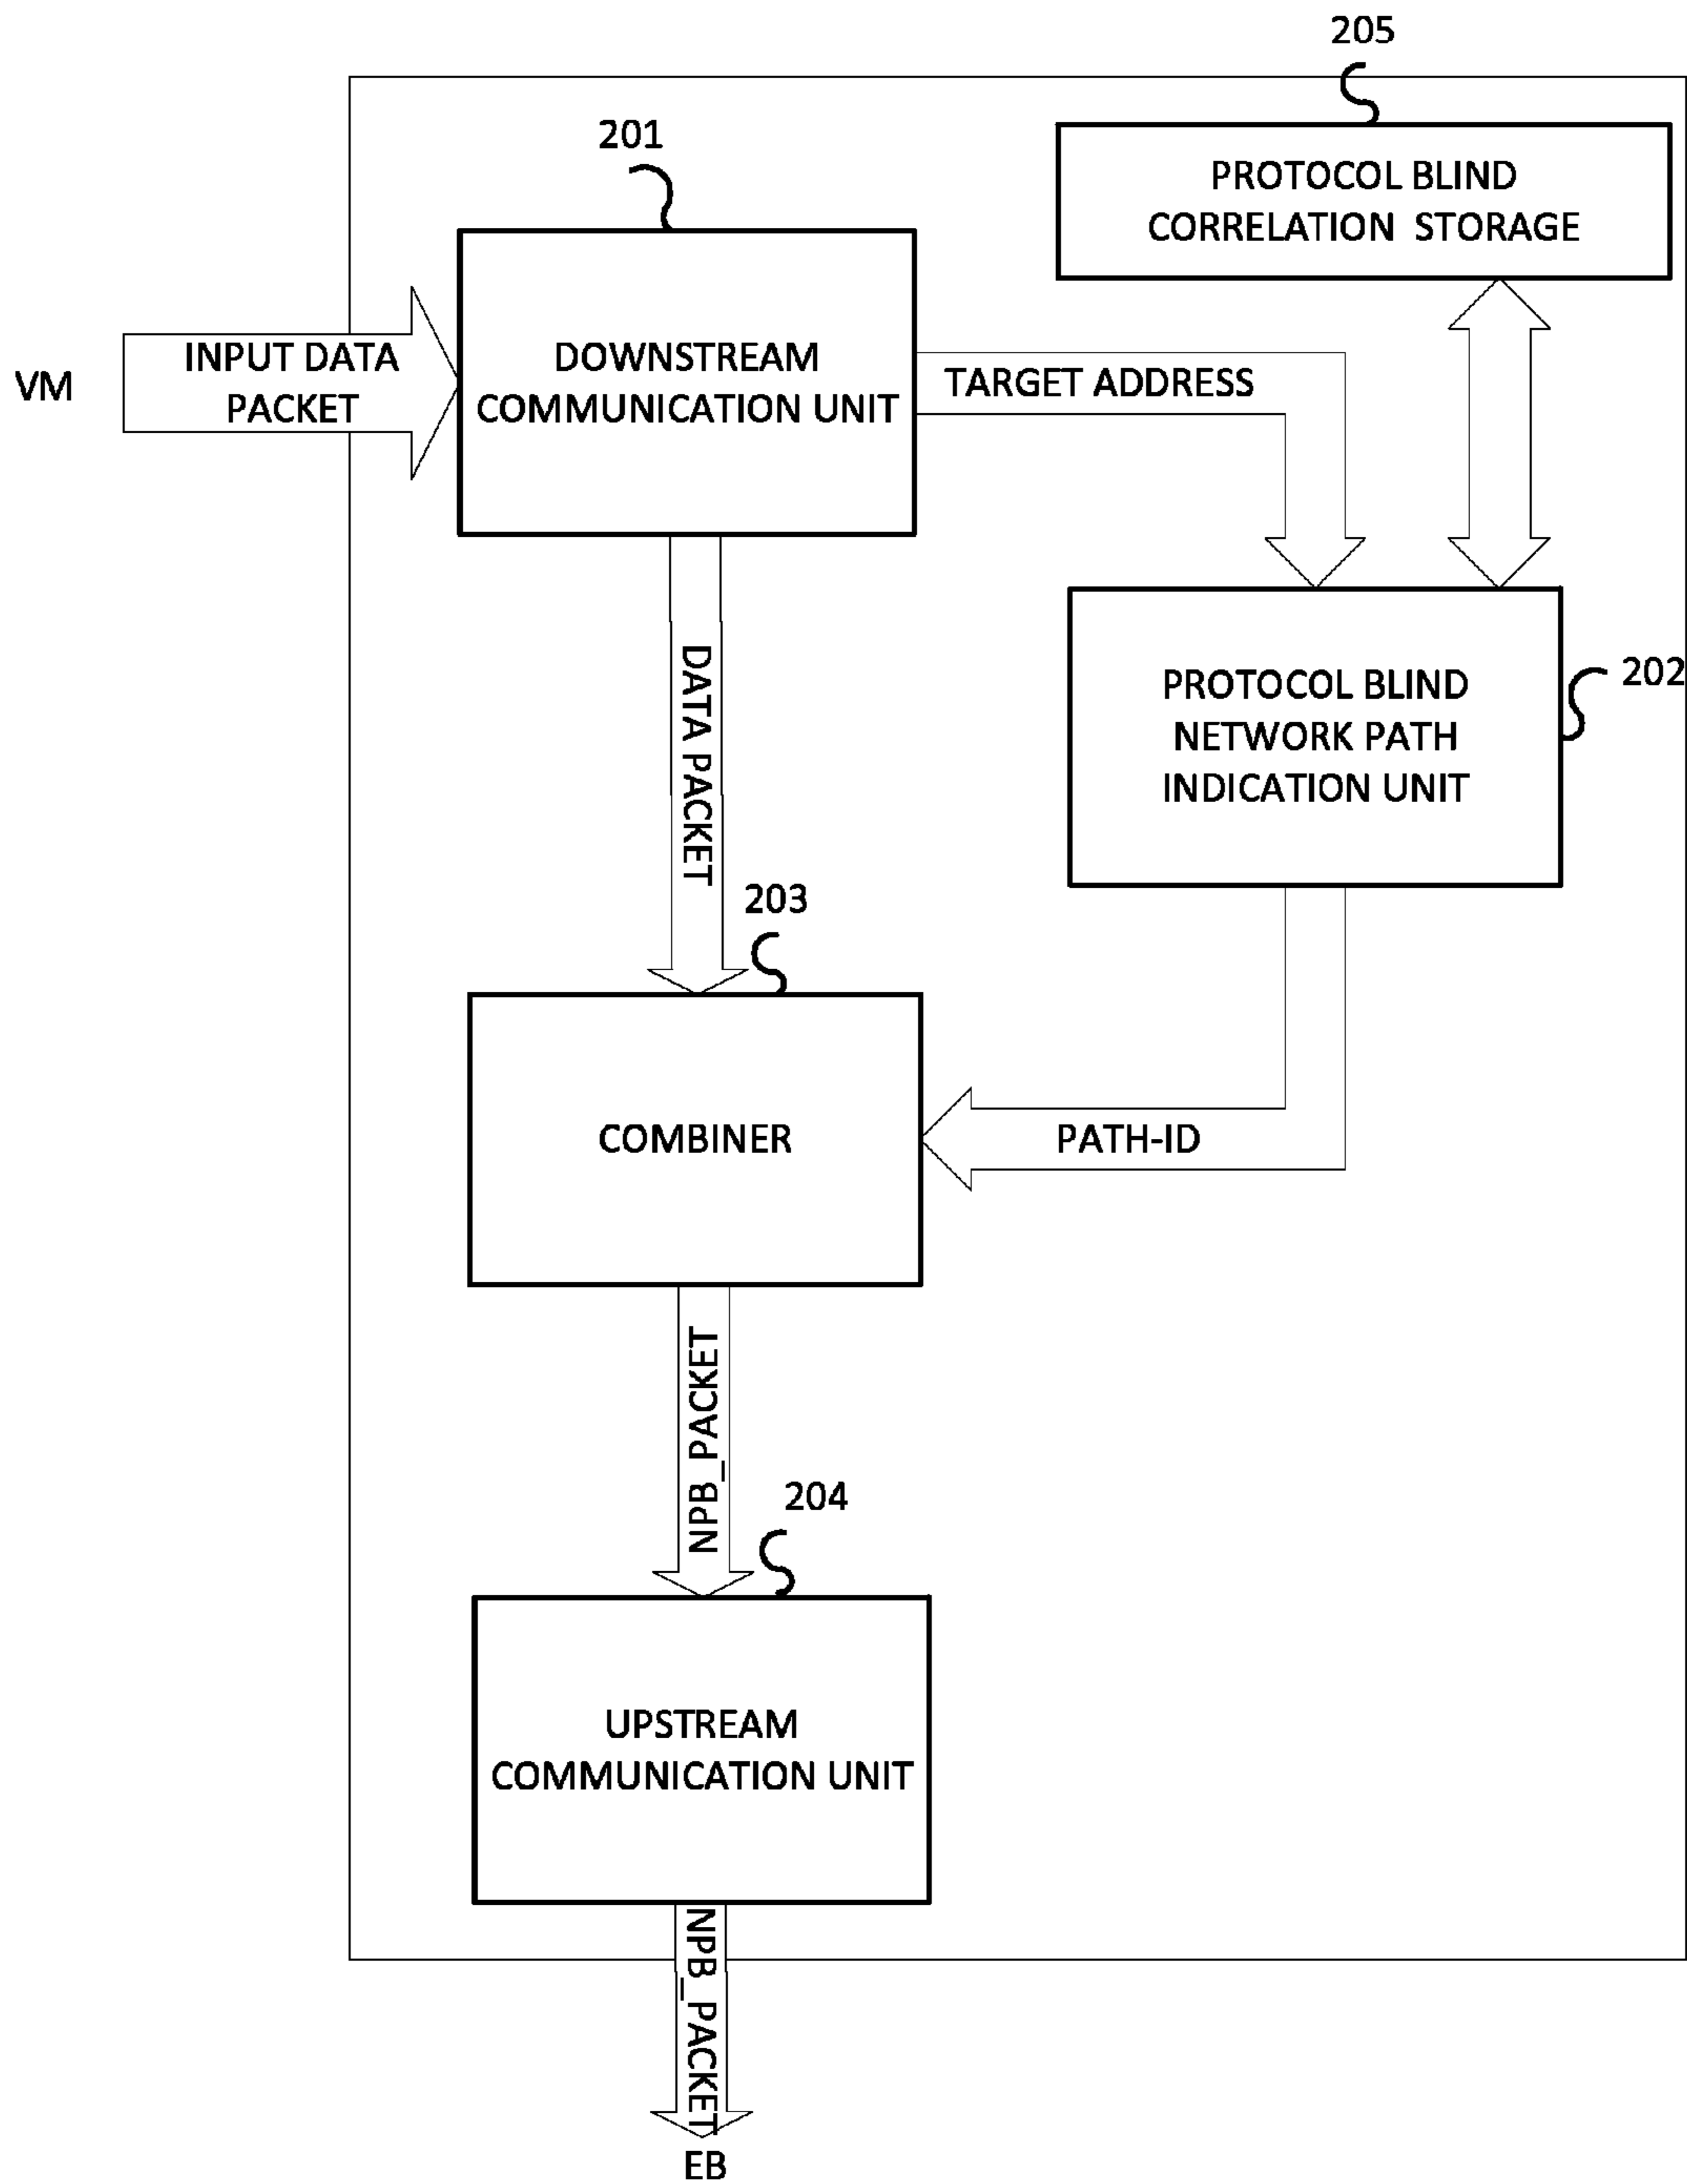 205
201
PROTOCOL BLIND
CORRELATION STORAGE
VM
INPUT DATA
PACKET
DOWNSTREAM
COMMUNICATION UNIT
TARGET ADDRESS
DATA PACKET
PROTOCOL BLIND
NETWORK PATH
INDICATION UNIT
202
203
COMBINER
PATH-ID
NPB_PACKET
204
UPSTREAM
COMMUNICATION UNIT
NPB_PACKET
EB